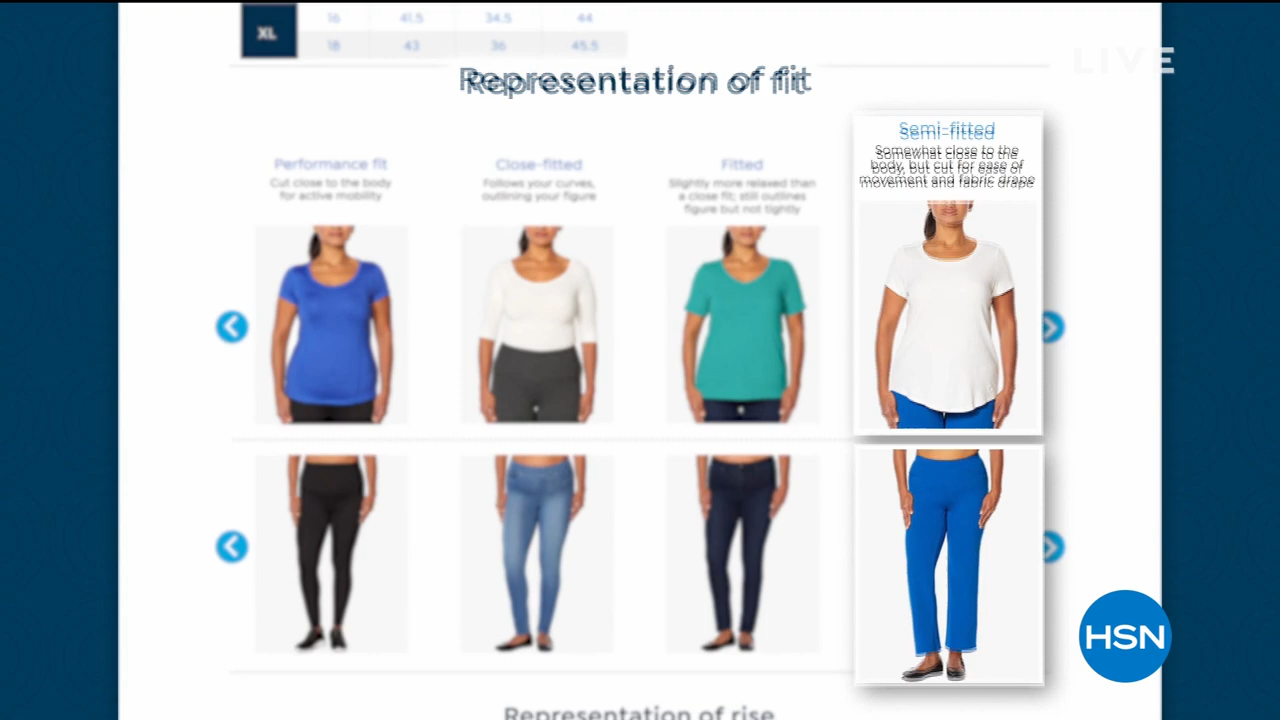 16 41.5 34.5 44
XL
18 43 36 45.5
LIVE
Representation of fit
Performance fit
Cut close to the body
for active mobility
Close-fitted
Follows your curves,
outlining your figure
Fitted
Slightly more relaxed than
a close fit; still outlines
figure but not tightly
Semi-fitted
Somewhat close to the
body, but cut for ease of
movement and fabric drape
HSN
Representation of rise